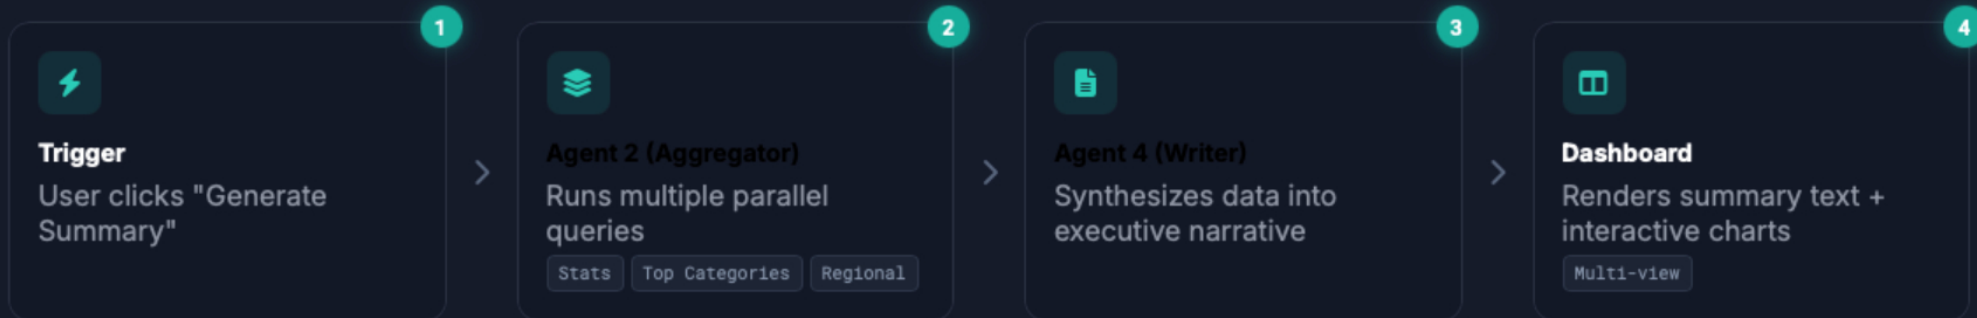 1
Trigger
User clicks "Generate
Summary"
2
Agent 2 (Aggregator)
Runs multiple parallel
queries
Stats
Top Categories
Regional
3
Agent 4 (Writer)
Synthesizes data into
executive narrative
4
Dashboard
Renders summary text +
interactive charts
Multi-view